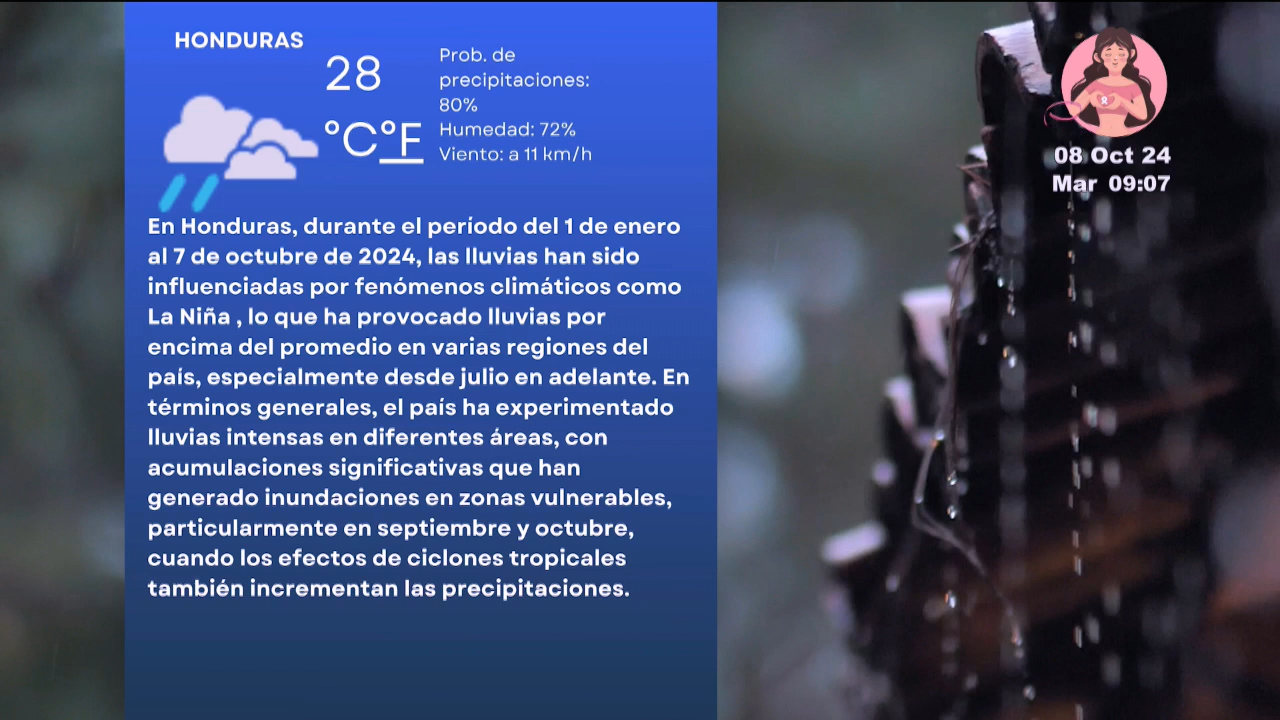 HONDURAS
28
°C°F
Prob. de
precipitaciones:
80%
Humedad: 72%
Viento: a 11 km/h
En Honduras, durante el período del 1 de enero
al 7 de octubre de 2024, las lluvias han sido
influenciadas por fenómenos climáticos como
La Niña , lo que ha provocado lluvias por
encima del promedio en varias regiones del
país, especialmente desde julio en adelante. En
términos generales, el país ha experimentado
lluvias intensas en diferentes áreas, con
acumulaciones significativas que han
generado inundaciones en zonas vulnerables,
particularmente en septiembre y octubre,
cuando los efectos de ciclones tropicales
también incrementan las precipitaciones.
08 Oct 24
Mar 09:07